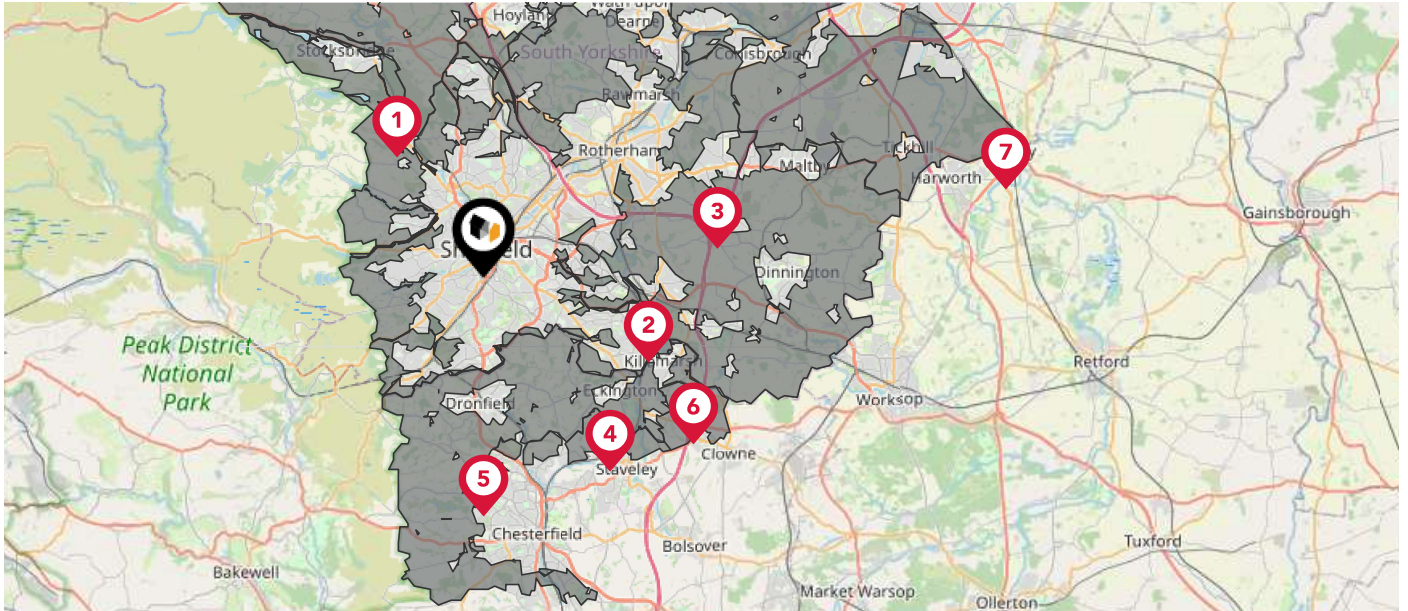 Hoyland
Dearne
Stocksbridge
South Yorkshire
Conisbrough
Rawmarsh
1
Rotherham
Tickhill
7
Maltby
Harworth
3
Gainsborough
Sheffield
Dinnington
2
Peak District
National
Park
Killamarsh
Retford
Eckington
Dronfield
Worksop
6
4
Clowne
Staveley
5
Chesterfield
Bolsover
Tuxford
Bakewell
Market Warsop
Ollerton